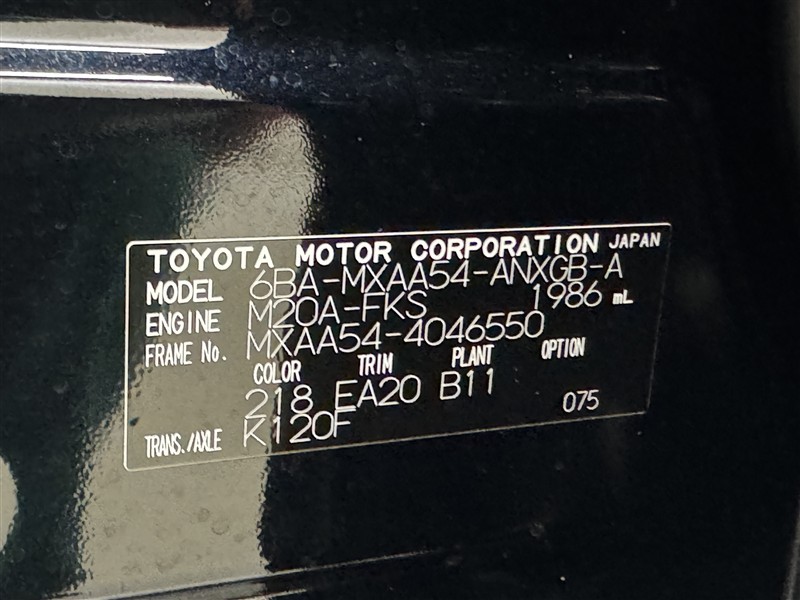 TOYOTA MOTOR CORPORATION JAPAN
MODEL 6BA-MXAA54-ANXGB-A
ENGINE M20A-FKS 1986 mL
FRAME No. MXAA54-4046550
COLOR TRIM PLANT OPTION
218 EA20 B11 075
TRANS./AXLE K120F